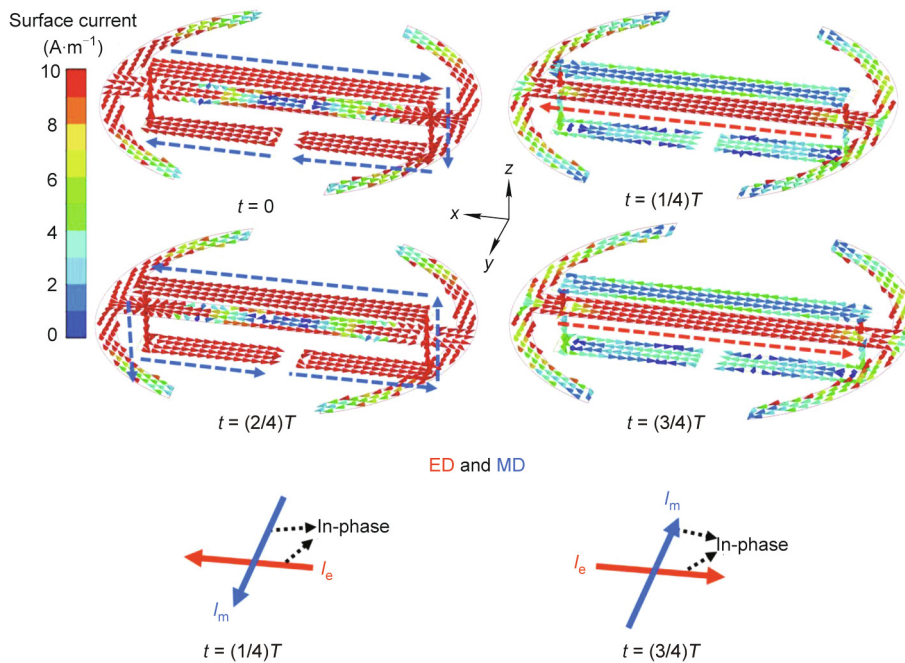 Surface current
(A·m⁻¹)
10
8
6
4
2
0
t = 0
t = (1/4)T
z
x
y
t = (2/4)T
t = (3/4)T
ED and MD
In-phase
Iₑ
Iₘ
t = (1/4)T
Iₘ
In-phase
Iₑ
t = (3/4)T